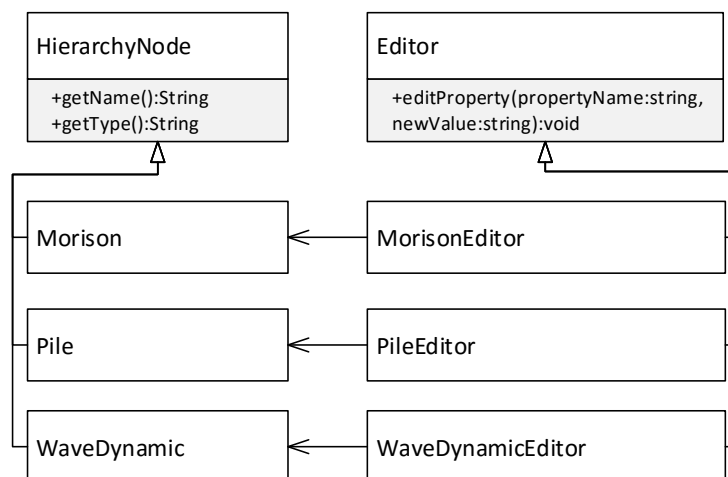 HierarchyNode
+getName():String
+getType():String
Editor
+editProperty(propertyName:string,
newValue:string):void
Morison
MorisonEditor
Pile
PileEditor
WaveDynamic
WaveDynamicEditor